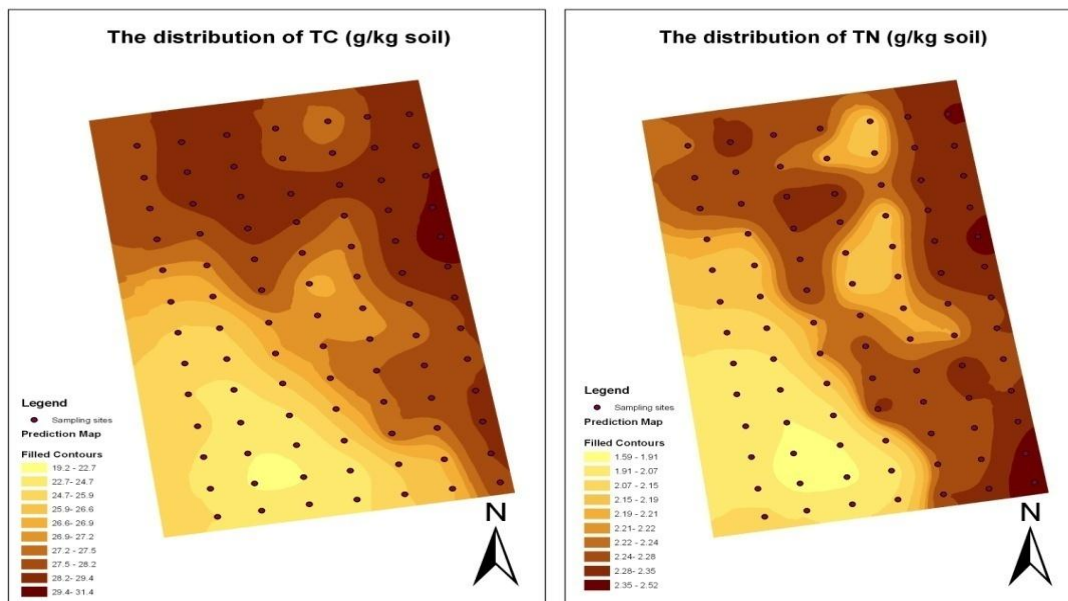 The distribution of TC (g/kg soil)
Legend
Sampling sites
Prediction Map
Filled Contours
19.2 - 22.7
22.7 - 24.7
24.7 - 25.9
25.9 - 26.6
26.6 - 26.9
26.9- 27.2
27.2 - 27.5
27.5 - 28.2
28.2 - 29.4
29.4- 31.4
N
The distribution of TN (g/kg soil)
Legend
Sampling sites
Prediction Map
Filled Contours
1.59 - 1.91
1.91 - 2.07
2.07 - 2.15
2.15 - 2.19
2.19 - 2.21
2.21- 2.22
2.22 - 2.24
2.24- 2.28
2.28- 2.35
2.35 - 2.52
N